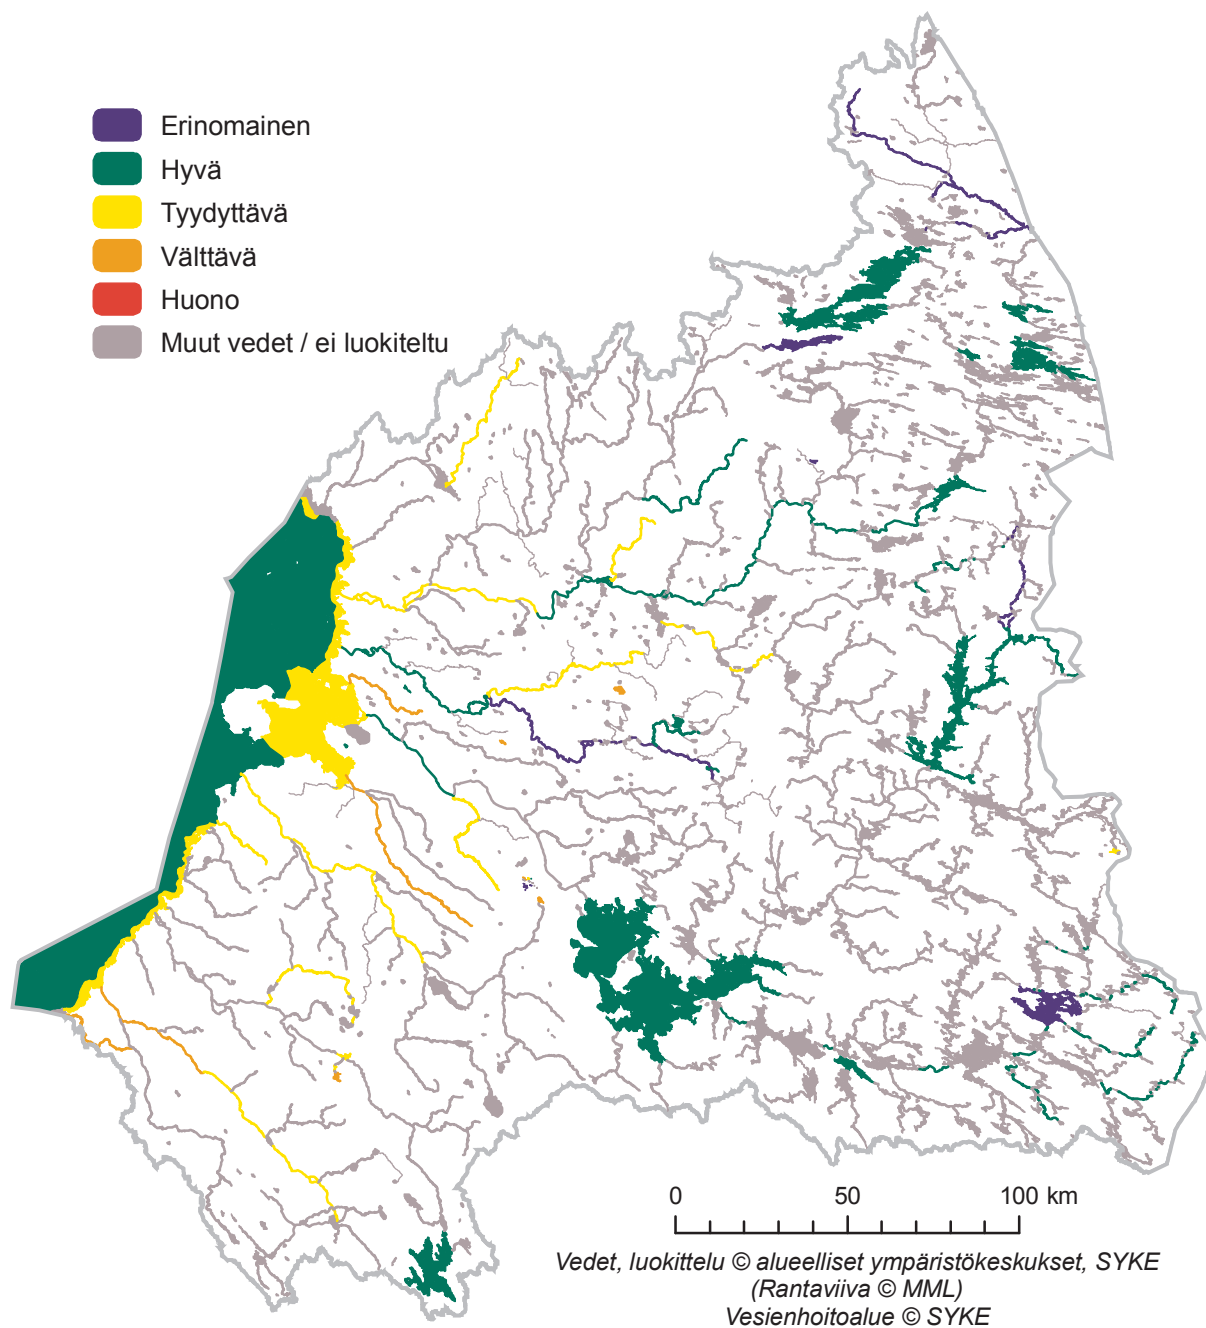 Erinomainen
Hyvä
Tyydyttävä
Välttävä
Huono
Muut vedet / ei luokiteltu
0 50 100 km
Vedet, luokittelu © alueelliset ympäristökeskukset, SYKE
(Rantaviiva © MML)
Vesienhoitoalue © SYKE